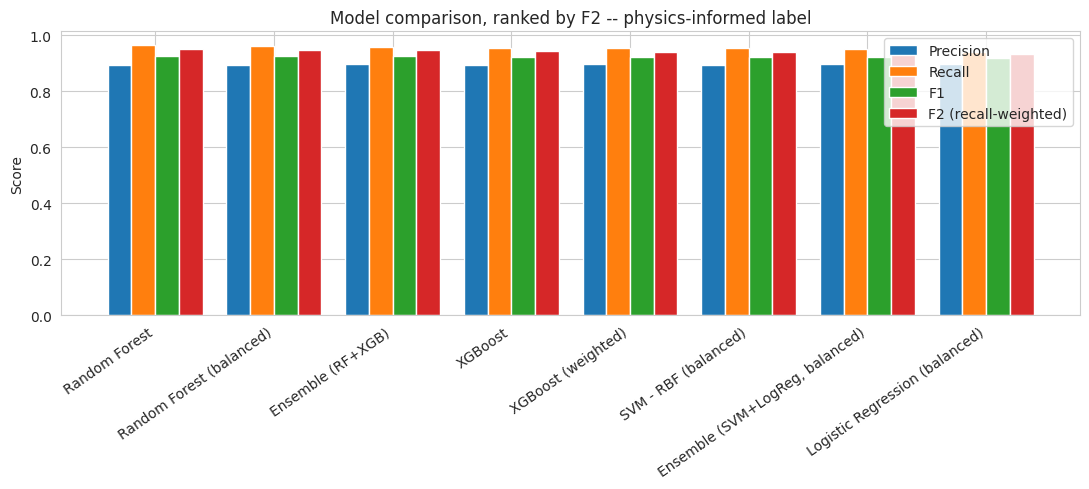 Model comparison, ranked by F2 -- physics-informed label
Score
1.0
0.8
0.6
0.4
0.2
0.0
Precision
Recall
F1
F2 (recall-weighted)
Random Forest
Random Forest (balanced)
Ensemble (RF+XGB)
XGBoost
XGBoost (weighted)
SVM - RBF (balanced)
Ensemble (SVM+LogReg, balanced)
Logistic Regression (balanced)